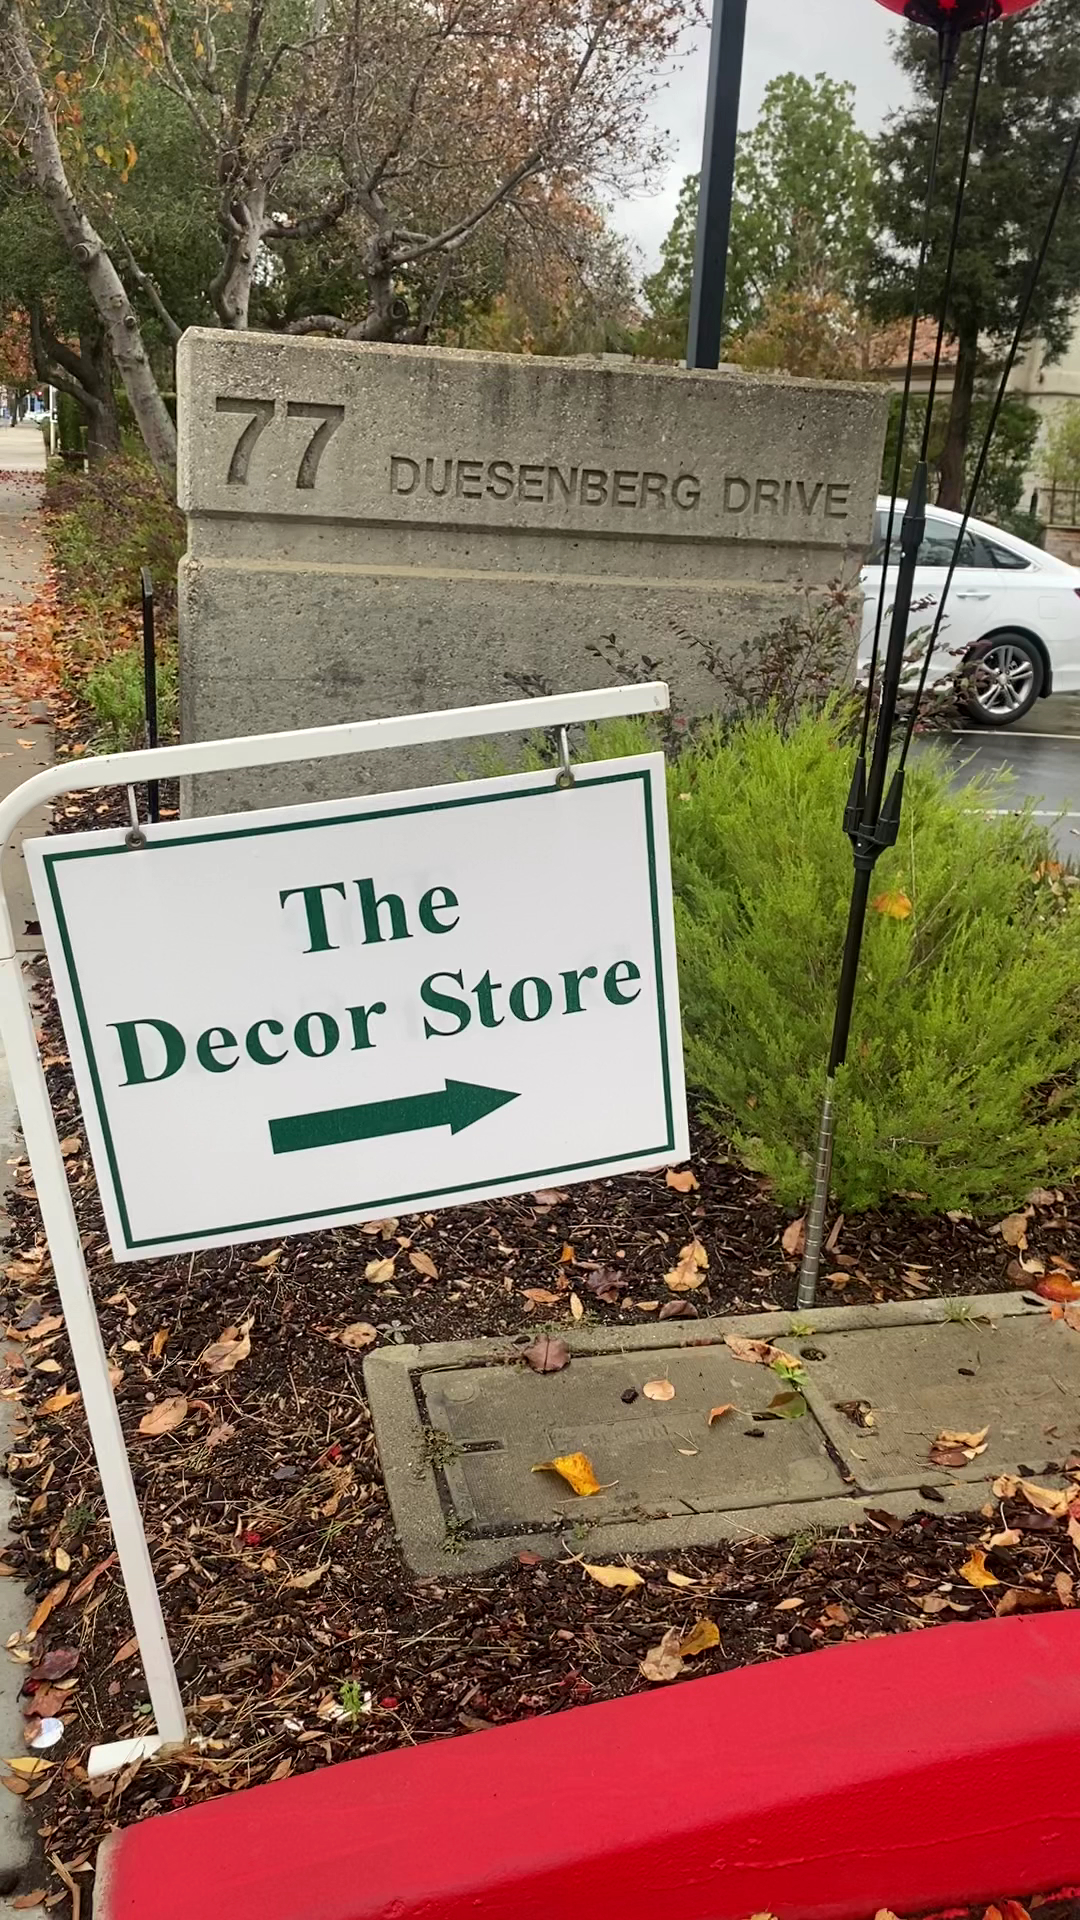 77 DUESENBERG DRIVE
The
Decor Store